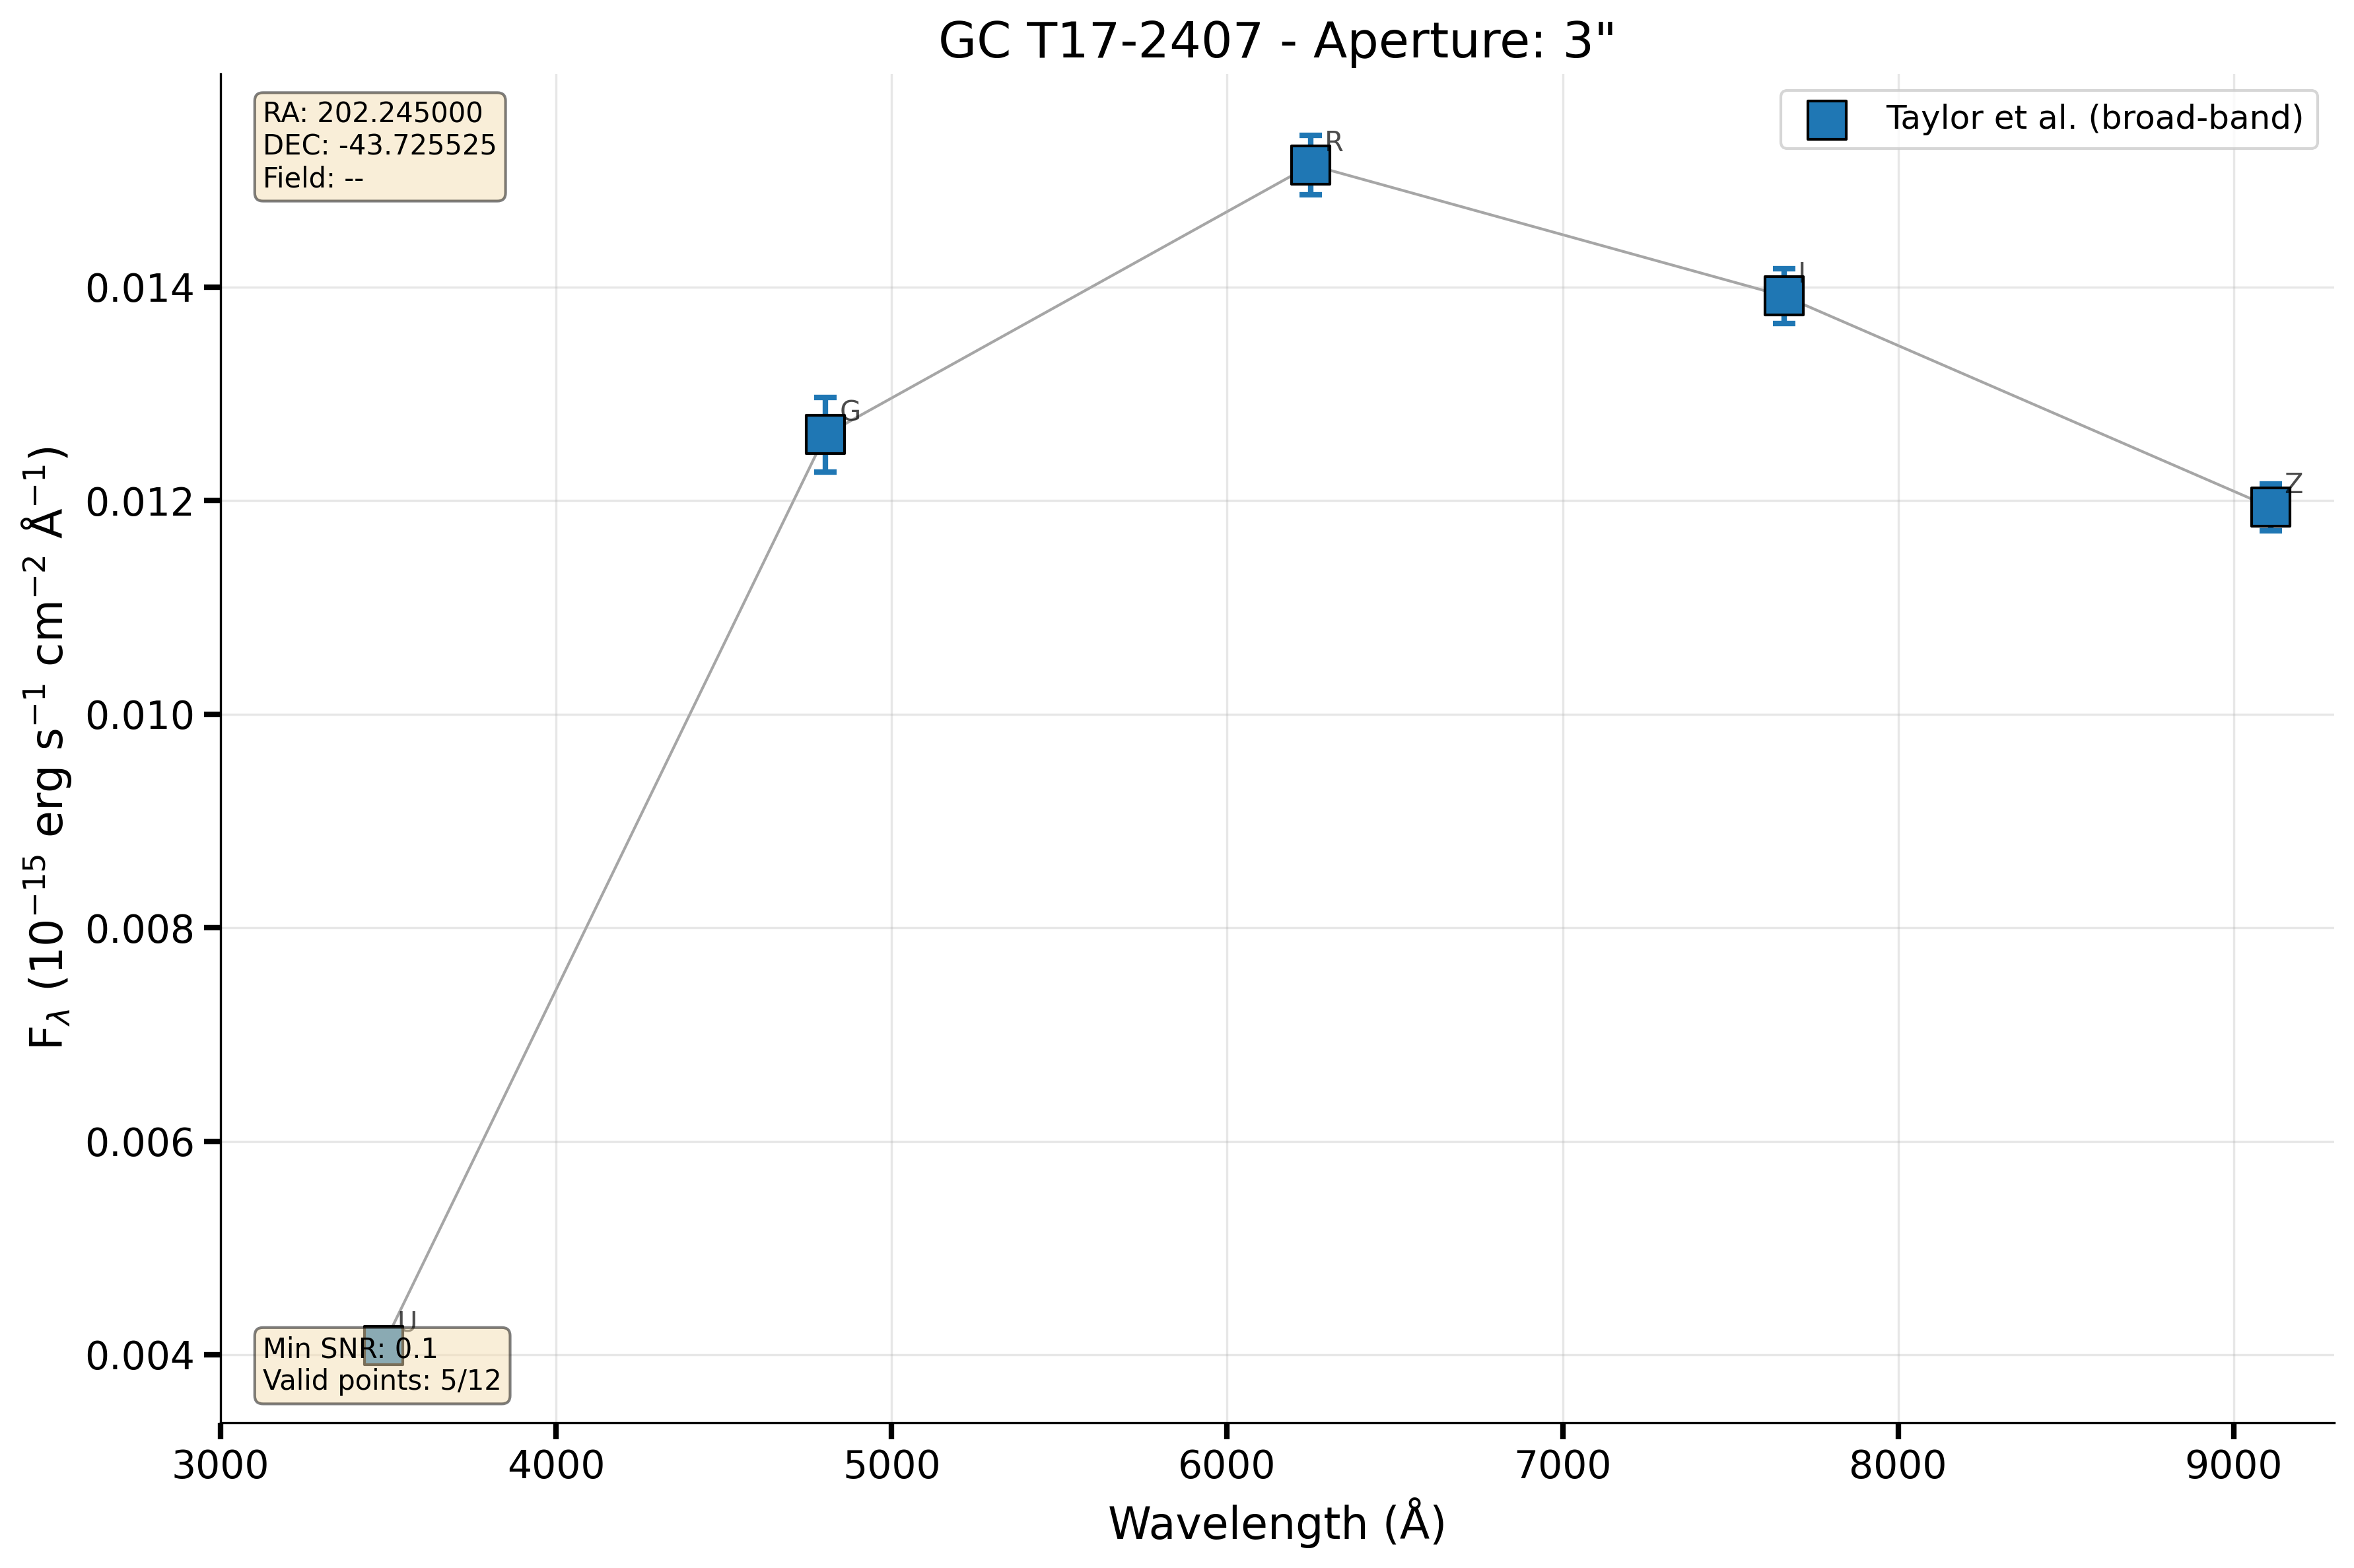 GC T17-2407 - Aperture: 3"
RA: 202.245000
DEC: -43.725525
Field: --
Taylor et al. (broad-band)
R
I
G
Z
U
0.014
0.012
0.010
0.008
0.006
0.004
F_λ (10⁻¹⁵ erg s⁻¹ cm⁻² Å⁻¹)
Min SNR: 0.1
Valid points: 5/12
3000 4000 5000 6000 7000 8000 9000
Wavelength (Å)